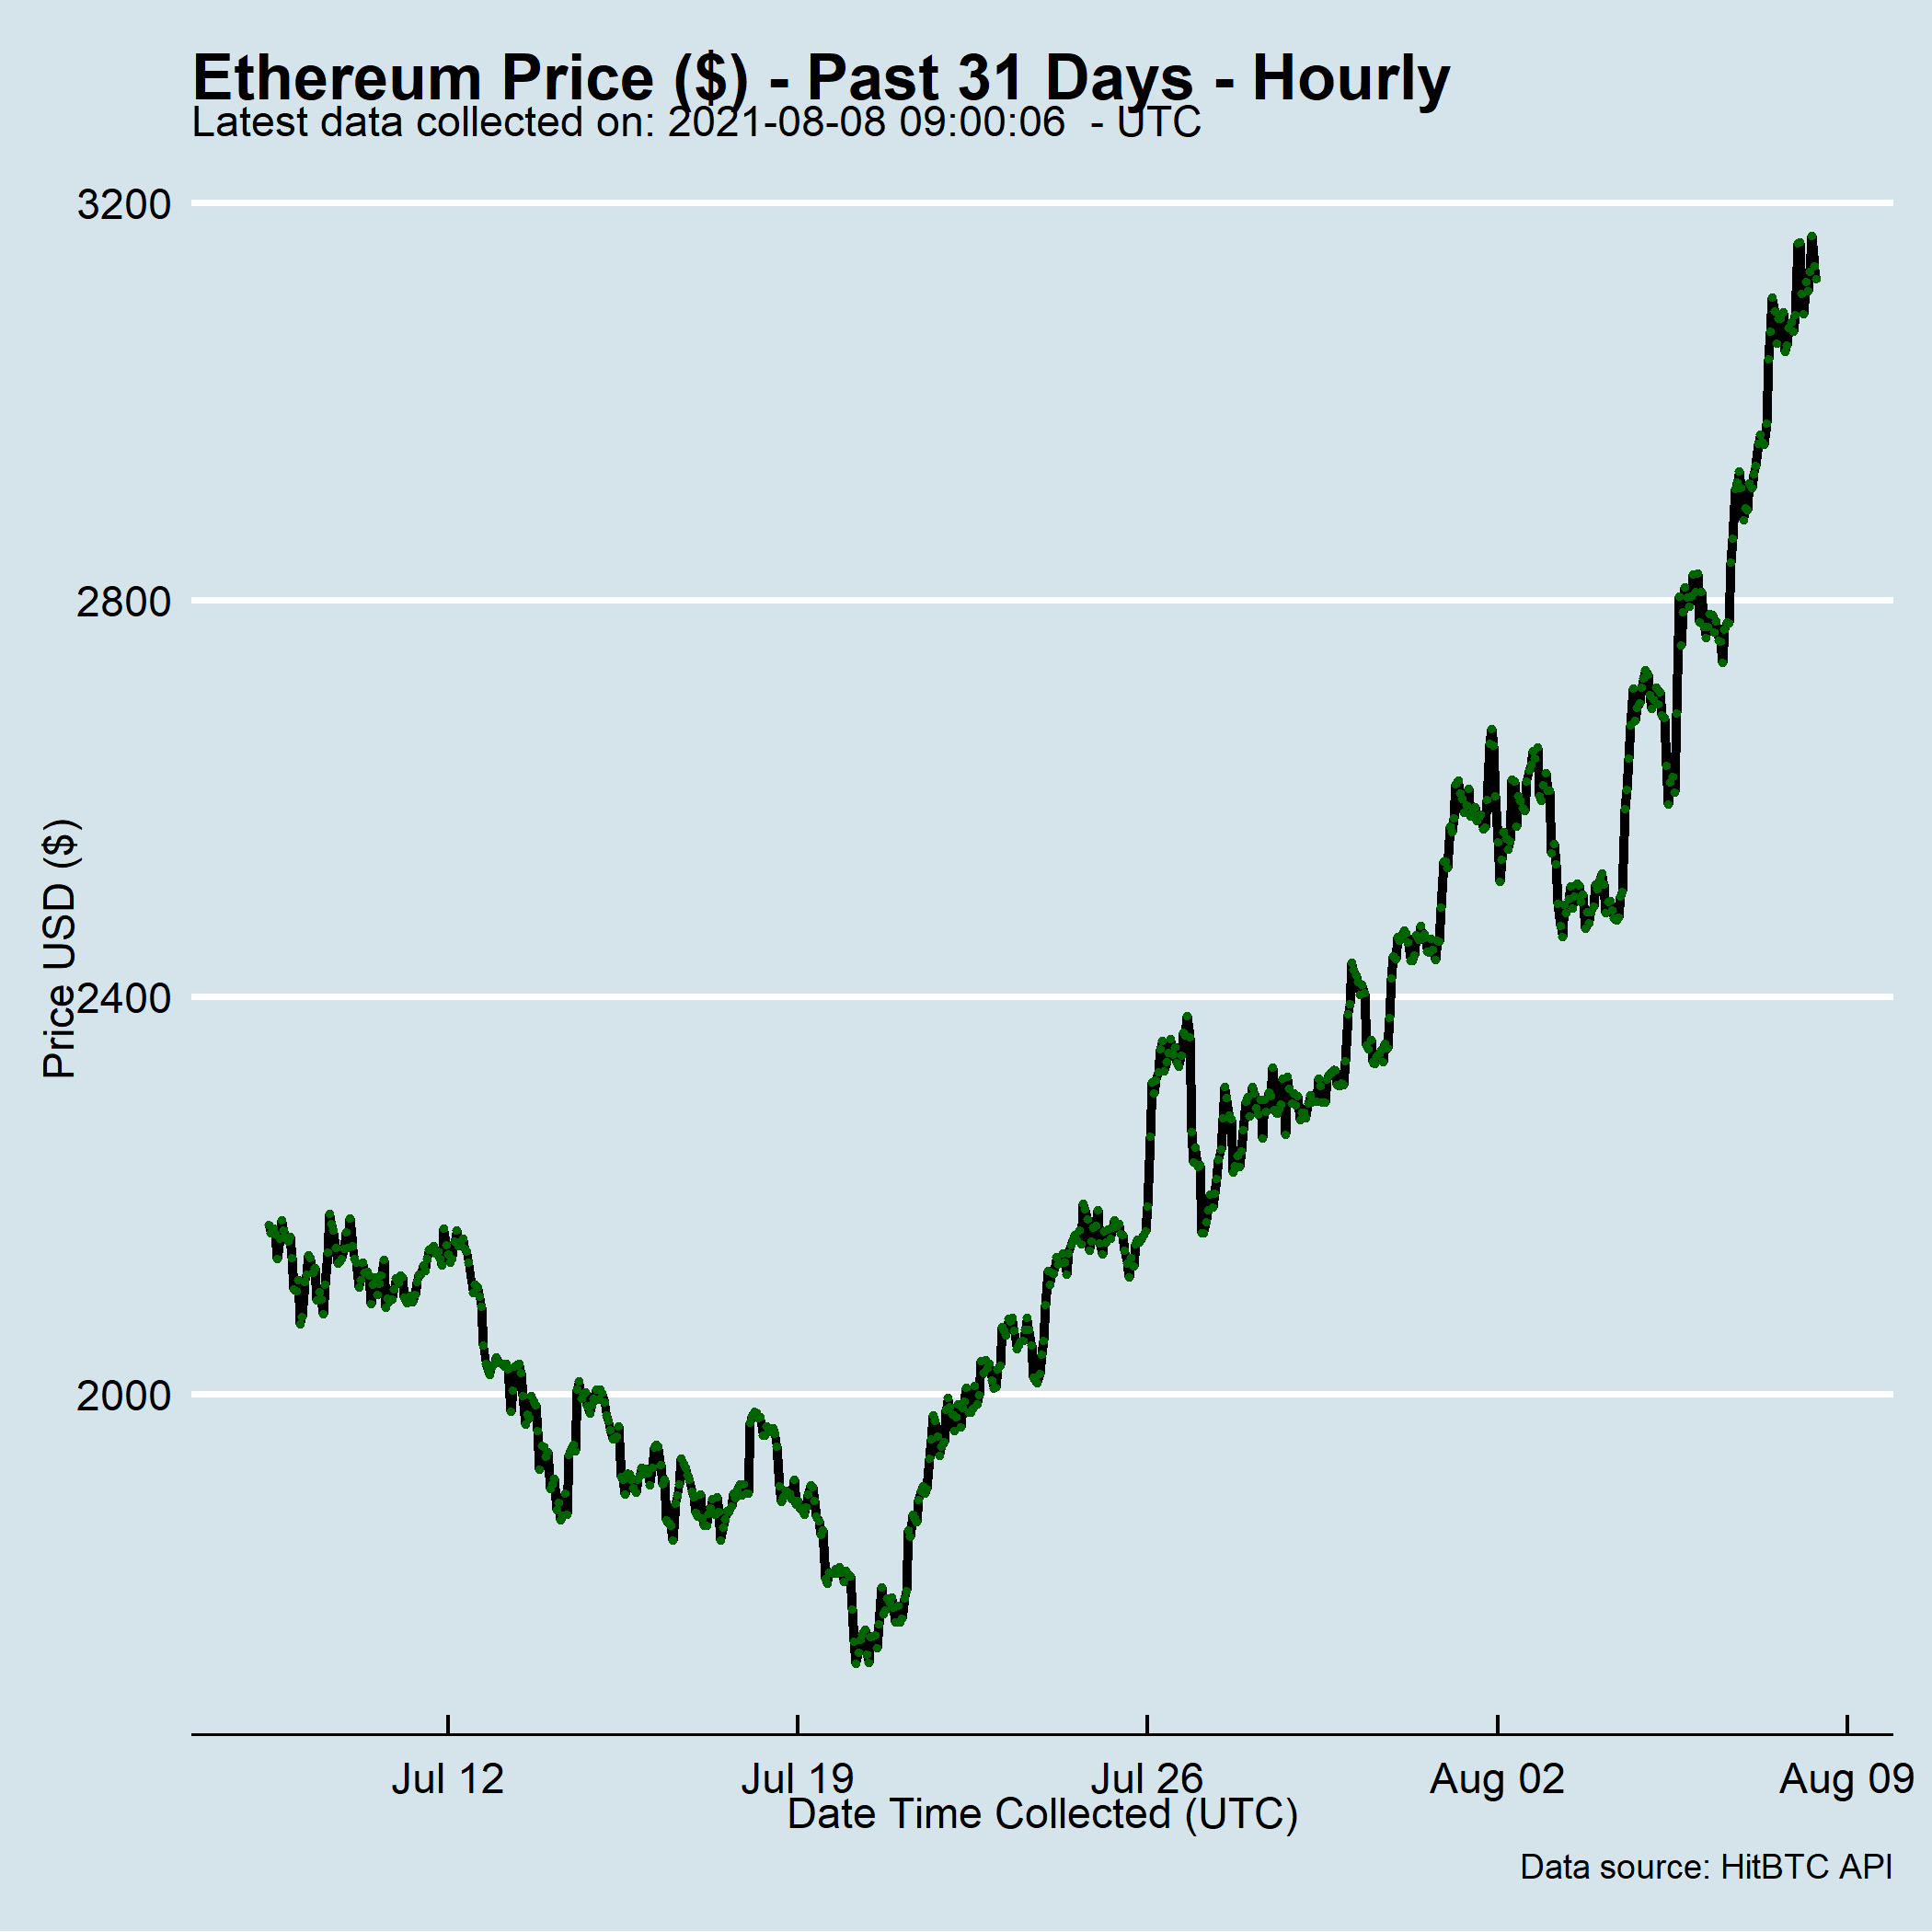 Ethereum Price ($) - Past 31 Days - Hourly
Latest data collected on: 2021-08-08 09:00:06  - UTC
3200
2800
2400
2000
Price USD ($)
Jul 12
Jul 19
Jul 26
Aug 02
Aug 09
Date Time Collected (UTC)
Data source: HitBTC API